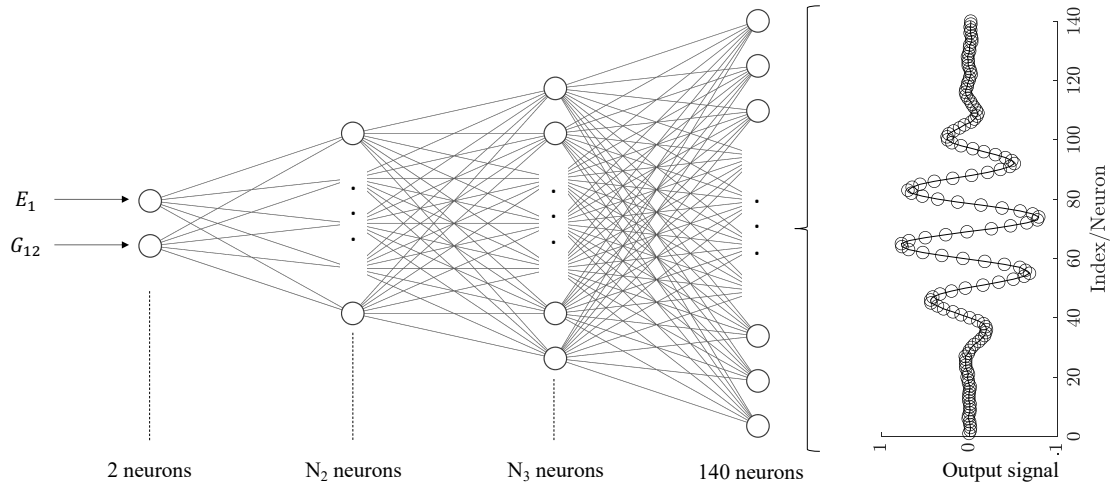 E₁
G₁₂
2 neurons
N₂ neurons
N₃ neurons
140 neurons
0
20
40
60
80
100
120
140
Index/Neuron
1
0
.1
Output signal